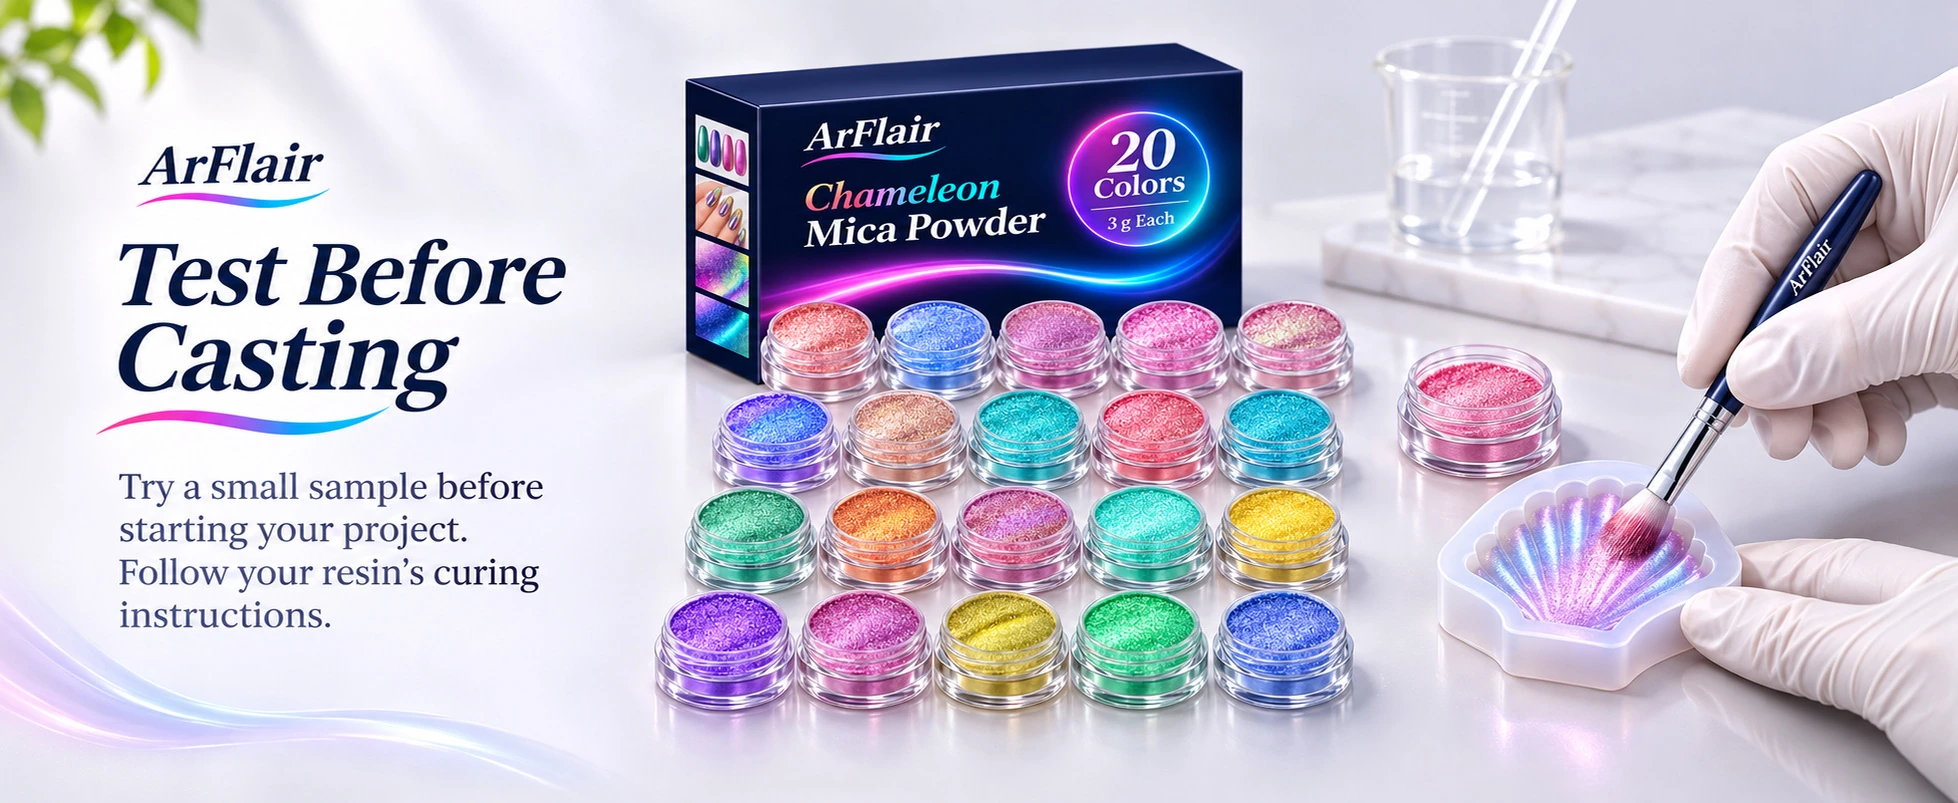 ArFlair
Test Before
Casting
Try a small sample before
starting your project.
Follow your resin's curing
instructions.
ArFlair
Chameleon
Mica Powder
20
Colors
3 g Each
ArFlair